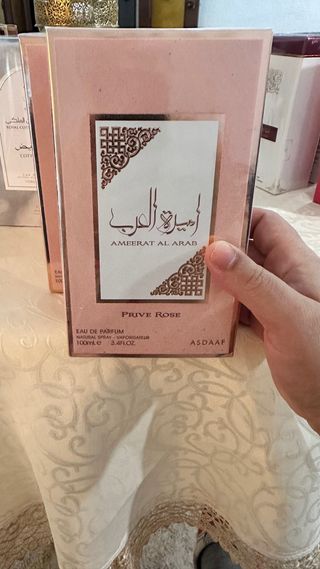 اميرة العرب
AMEERAT AL ARAB
PRIVE ROSE
EAU DE PARFUM
NATURAL SPRAY - VAPORISATEUR
100ml e 3.4FL.OZ.
ASDAAF